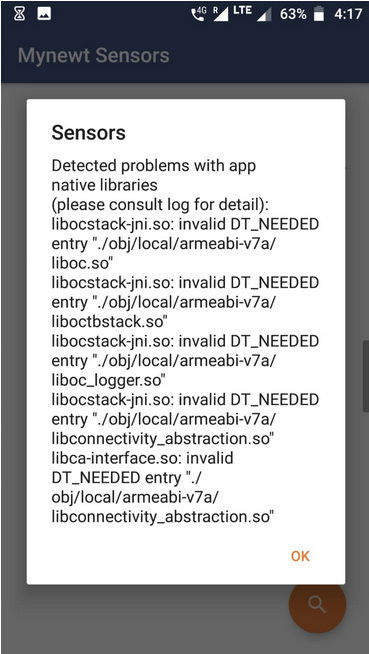 4G R LTE 63% 4:17
Mynewt Sensors
Sensors
Detected problems with app
native libraries
(please consult log for detail):
libocstack-jni.so: invalid DT_NEEDED
entry "./obj/local/armeabi-v7a/
liboc.so"
libocstack-jni.so: invalid DT_NEEDED
entry "./obj/local/armeabi-v7a/
liboctbstack.so"
libocstack-jni.so: invalid DT_NEEDED
entry "./obj/local/armeabi-v7a/
liboc_logger.so"
libocstack-jni.so: invalid DT_NEEDED
entry "./obj/local/armeabi-v7a/
libconnectivity_abstraction.so"
libca-interface.so: invalid
DT_NEEDED entry "./
obj/local/armeabi-v7a/
libconnectivity_abstraction.so"
OK